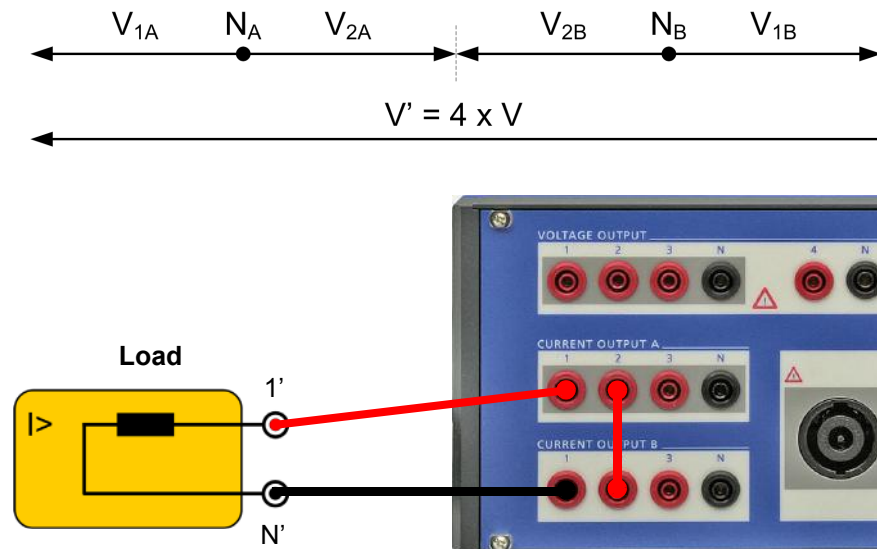 V1A NA V2A V2B NB V1B
V' = 4 x V
VOLTAGE OUTPUT
1 2 3 N 4 N
Load
CURRENT OUTPUT A
1 2 3 N
1'
I>
CURRENT OUTPUT B
1 3 N
N'